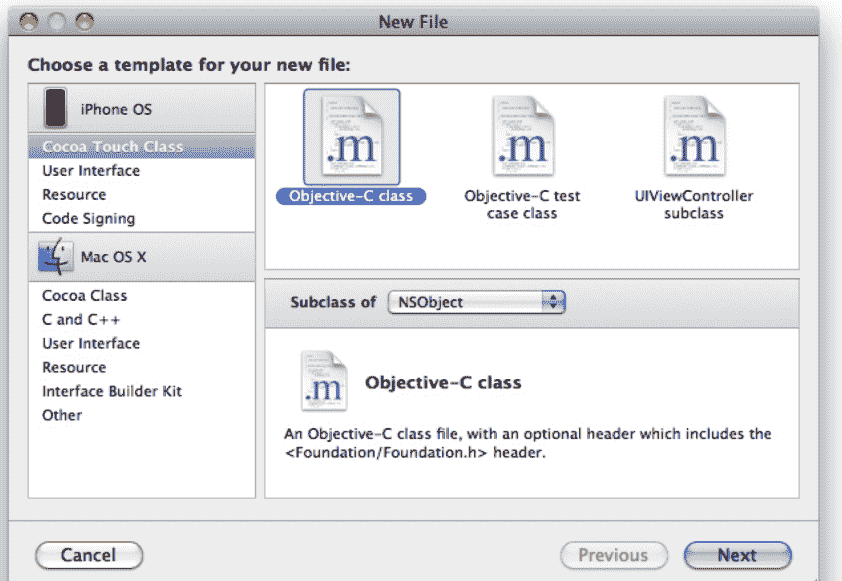 New File
Choose a template for your new file:
iPhone OS
Cocoa Touch Class
User Interface
Resource
Code Signing
Mac OS X
Cocoa Class
C and C++
User Interface
Resource
Interface Builder Kit
Other
.m
Objective-C class
.m
Objective-C test
case class
.m
UIViewController
subclass
Subclass of NSObject
.m
Objective-C class
An Objective-C class file, with an optional header which includes the
<Foundation/Foundation.h> header.
Cancel
Previous
Next